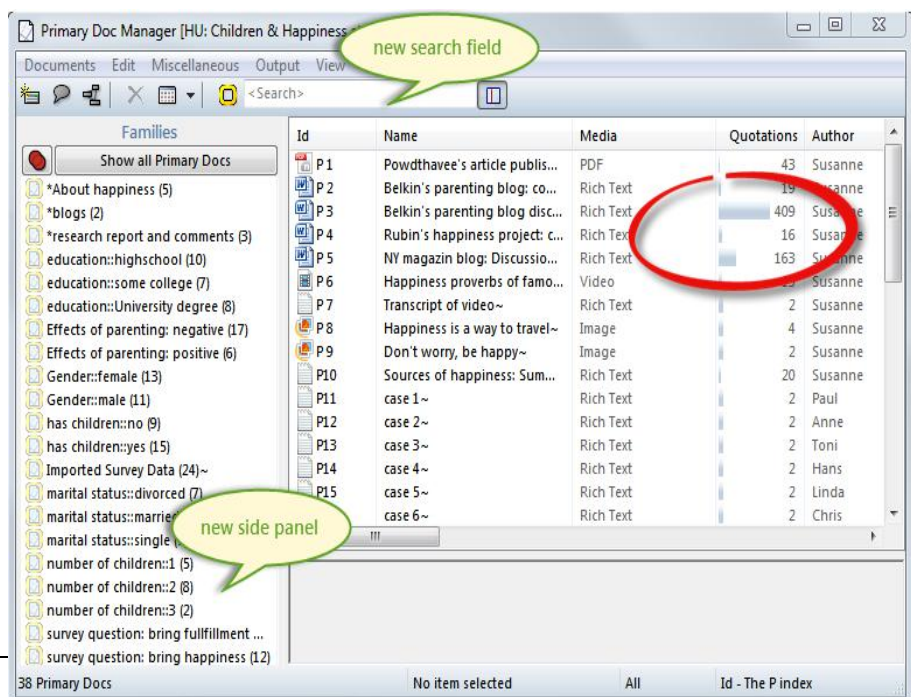 Primary Doc Manager [HU: Children & Happiness
new search field
Documents Edit Miscellaneous Output View
<Search>
Families
Show all Primary Docs
*About happiness (5)
*blogs (2)
*research report and comments (3)
education::highschool (10)
education::some college (7)
education::University degree (8)
Effects of parenting: negative (17)
Effects of parenting: positive (6)
Gender::female (13)
Gender::male (11)
has children::no (9)
has children::yes (15)
Imported Survey Data (24)~
marital status::divorced (7)
marital status::married
marital status::single
number of children::1 (5)
number of children::2 (8)
number of children::3 (2)
survey question: bring fullfillment ...
survey question: bring happiness (12)
new side panel
Id Name Media Quotations Author
P 1 Powdthavee's article publis... PDF 43 Susanne
P 2 Belkin's parenting blog: co... Rich Text 19 Susanne
P 3 Belkin's parenting blog disc... Rich Text 409 Susanne
P 4 Rubin's happiness project: c... Rich Text 16 Susanne
P 5 NY magazin blog: Discussio... Rich Text 163 Susanne
P 6 Happiness proverbs of famo... Video Susanne
P 7 Transcript of video~ Rich Text 2 Susanne
P 8 Happiness is a way to travel~ Image 4 Susanne
P 9 Don't worry, be happy~ Image 2 Susanne
P10 Sources of happiness: Sum... Rich Text 20 Susanne
P11 case 1~ Rich Text 2 Paul
P12 case 2~ Rich Text 2 Anne
P13 case 3~ Rich Text 2 Toni
P14 case 4~ Rich Text 2 Hans
P15 case 5~ Rich Text 2 Linda
case 6~ Rich Text 2 Chris
38 Primary Docs No item selected All Id - The P index